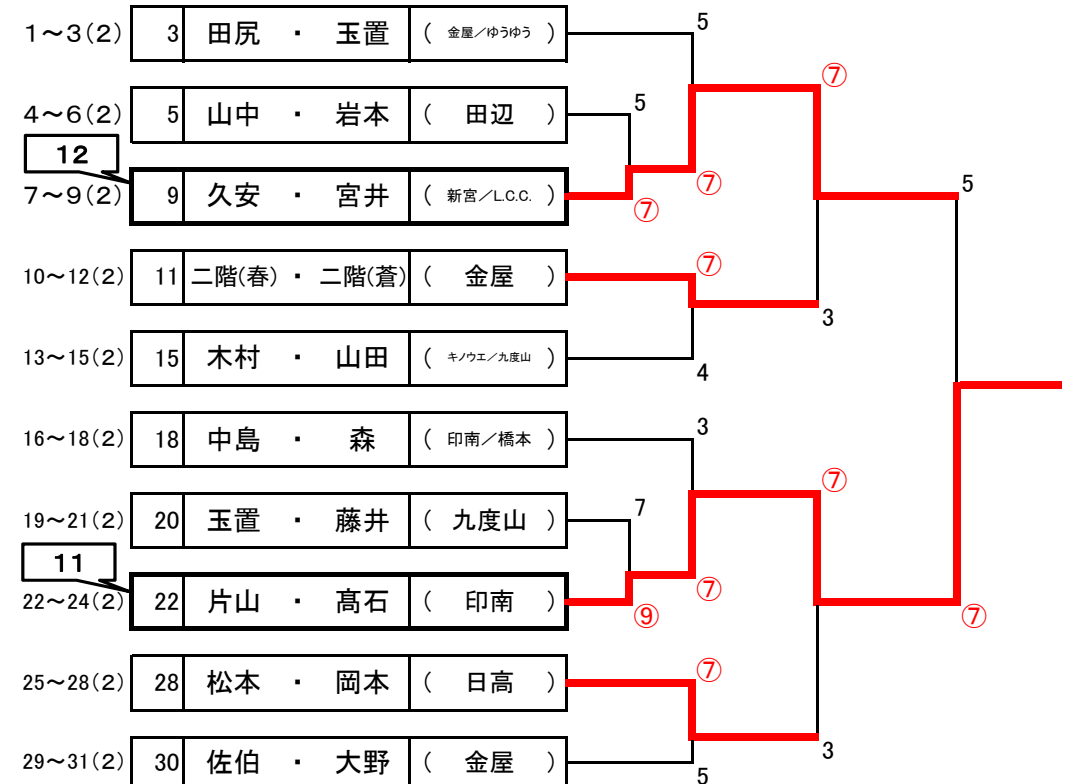 1～3(2) 3 田尻 ・ 玉置 ( 金屋／ゆうゆう ) 5
⑦
4～6(2) 5 山中 ・ 岩本 ( 田辺 ) 5
12
7～9(2) 9 久安 ・ 宮井 ( 新宮／L.C.C. ) ⑦ ⑦ 5
10～12(2) 11 二階(春) ・ 二階(蒼) ( 金屋 ) ⑦
3
13～15(2) 15 木村 ・ 山田 ( キノウエ／九度山 ) 4
16～18(2) 18 中島 ・ 森 ( 印南／橋本 ) 3
⑦
19～21(2) 20 玉置 ・ 藤井 ( 九度山 ) 7
11
22～24(2) 22 片山 ・ 髙石 ( 印南 ) ⑨ ⑦ ⑦
25～28(2) 28 松本 ・ 岡本 ( 日高 ) ⑦
3
29～31(2) 30 佐伯 ・ 大野 ( 金屋 ) 5